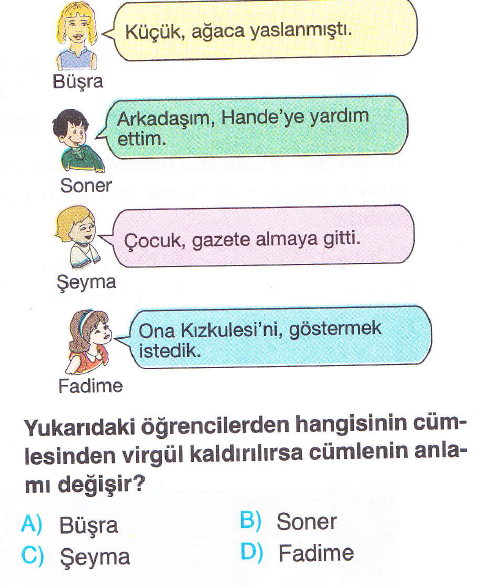 Küçük, ağaca yaslanmıştı.
Büşra
Arkadaşım, Hande'ye yardım
ettim.
Soner
Çocuk, gazete almaya gitti.
Şeyma
Ona Kızkulesi'ni, göstermek
istedik.
Fadime
Yukarıdaki öğrencilerden hangisinin cüm-
lesinden virgül kaldırılırsa cümlenin anla-
mı değişir?
A) Büşra
B) Soner
C) Şeyma
D) Fadime